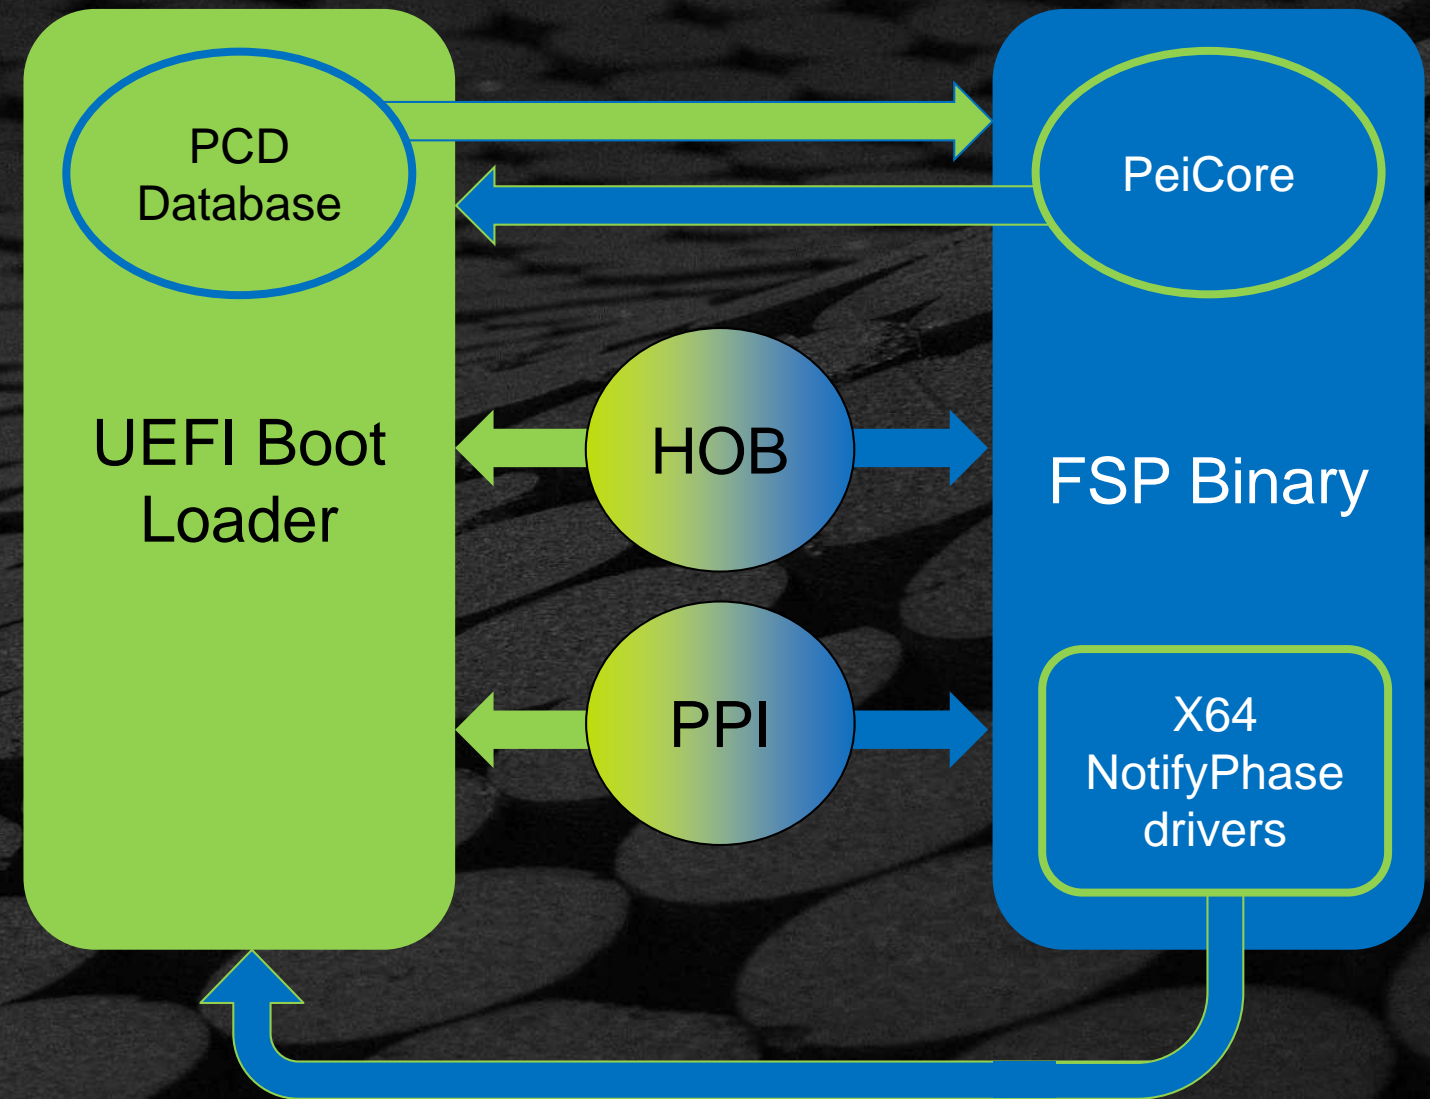 PCD
Database
PeiCore
UEFI Boot
Loader
HOB
FSP Binary
PPI
X64
NotifyPhase
drivers